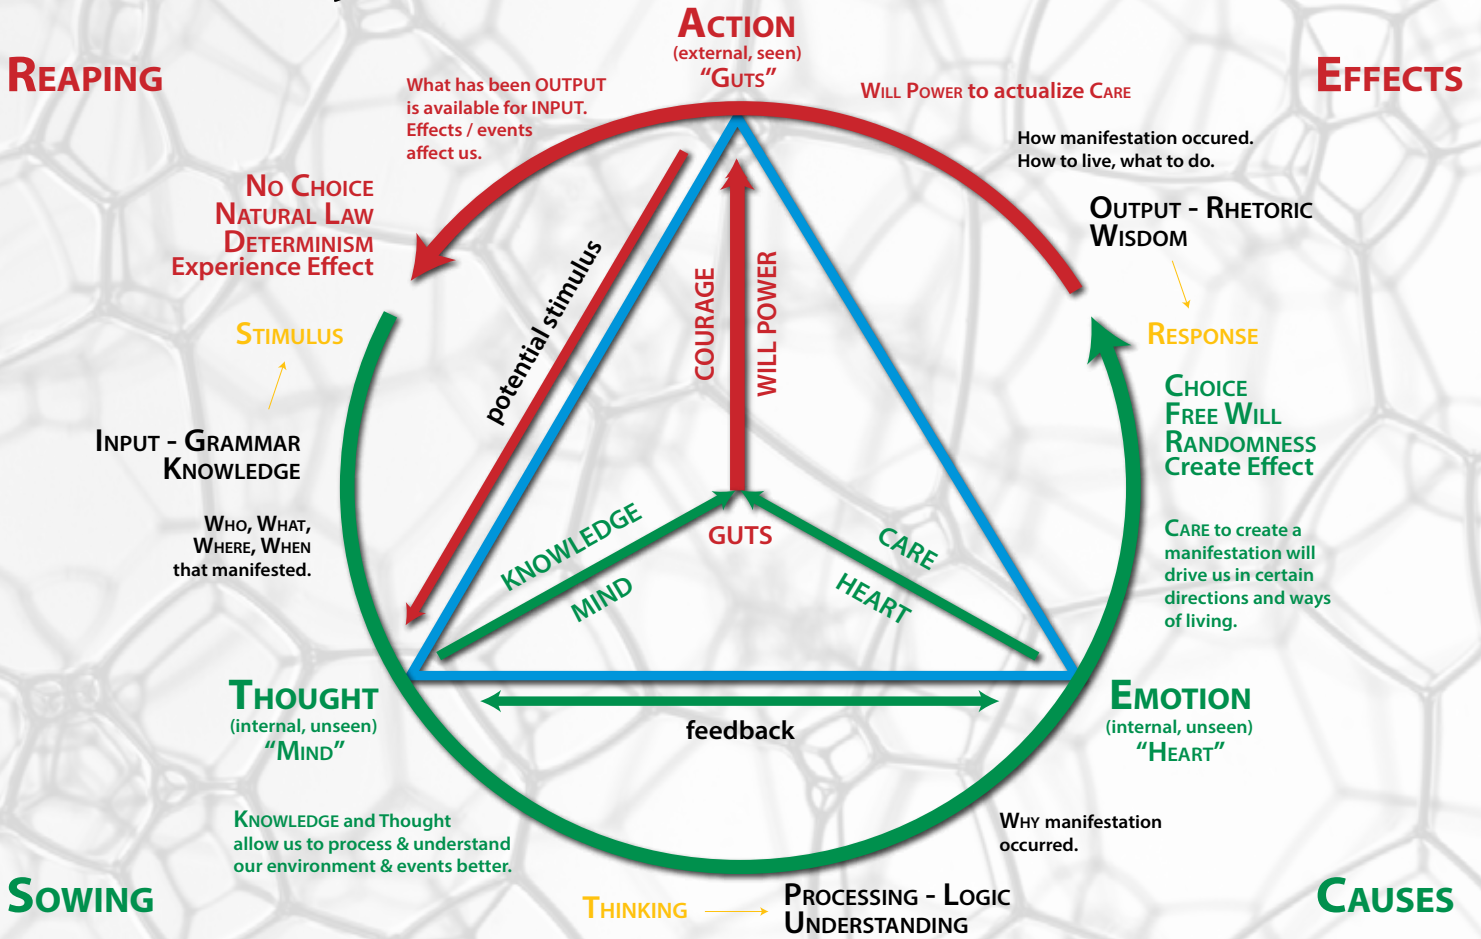 ACTION
(external, seen)
“GUTS”
REAPING
EFFECTS
What has been OUTPUT
is available for INPUT.
Effects / events
affect us.
WILL POWER to actualize CARE
How manifestation occured.
How to live, what to do.
NO CHOICE
NATURAL LAW
DETERMINISM
Experience Effect
OUTPUT - RHETORIC
WISDOM
STIMULUS
RESPONSE
potential stimulus
COURAGE
WILL POWER
CHOICE
FREE WILL
RANDOMNESS
Create Effect
INPUT - GRAMMAR
KNOWLEDGE
WHO, WHAT,
WHERE, WHEN
that manifested.
KNOWLEDGE
MIND
GUTS
CARE
HEART
CARE to create a
manifestation will
drive us in certain
directions and ways
of living.
THOUGHT
(internal, unseen)
“MIND”
feedback
EMOTION
(internal, unseen)
“HEART”
KNOWLEDGE and Thought
allow us to process & understand
our environment & events better.
WHY manifestation
occurred.
SOWING
THINKING
PROCESSING - LOGIC
UNDERSTANDING
CAUSES